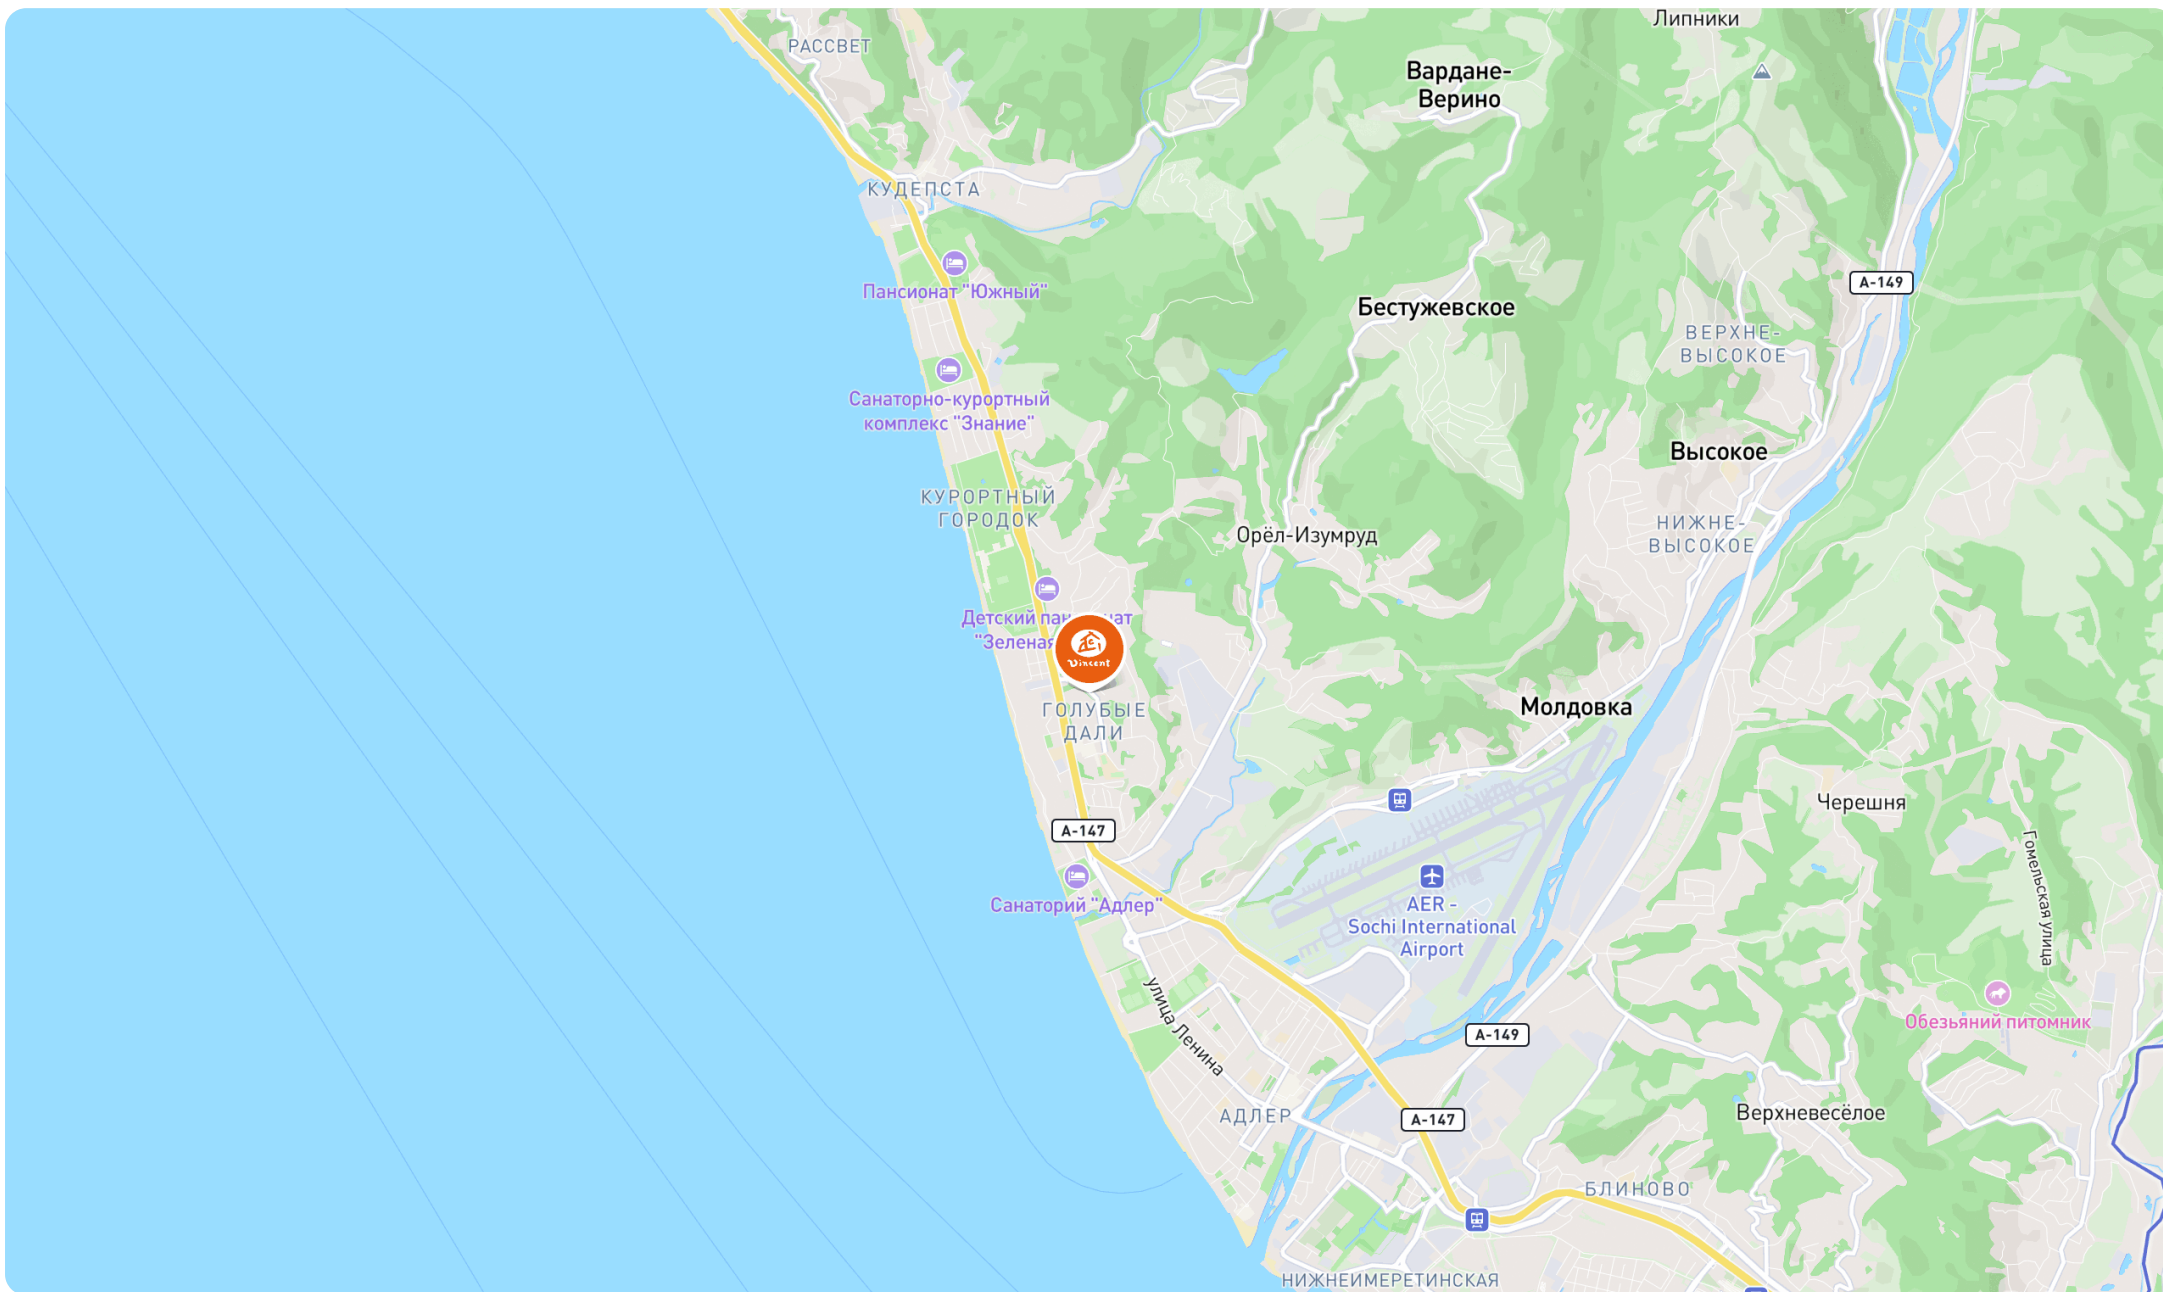 Липники
РАССВЕТ
Вардане-
Верино
КУДЕПСТА
A-149
Пансионат "Южный"
Бестужевское
ВЕРХНЕ-
ВЫСОКОЕ
Санаторно-курортный
комплекс "Знание"
Высокое
КУРОРТНЫЙ
ГОРОДОК
НИЖНЕ-
ВЫСОКОЕ
Орёл-Изумруд
Детский
"Зеленая
Vincent
ГОЛУБЫЕ
ДАЛИ
Молдовка
Черешня
A-147
Гомельская улица
Санаторий "Адлер"
AER -
Sochi International
Airport
улица Ленина
Обезьяний питомник
A-149
АДЛЕР
A-147
Верхневесёлое
БЛИНОВО
НИЖНЕИМЕРЕТИНСКАЯ